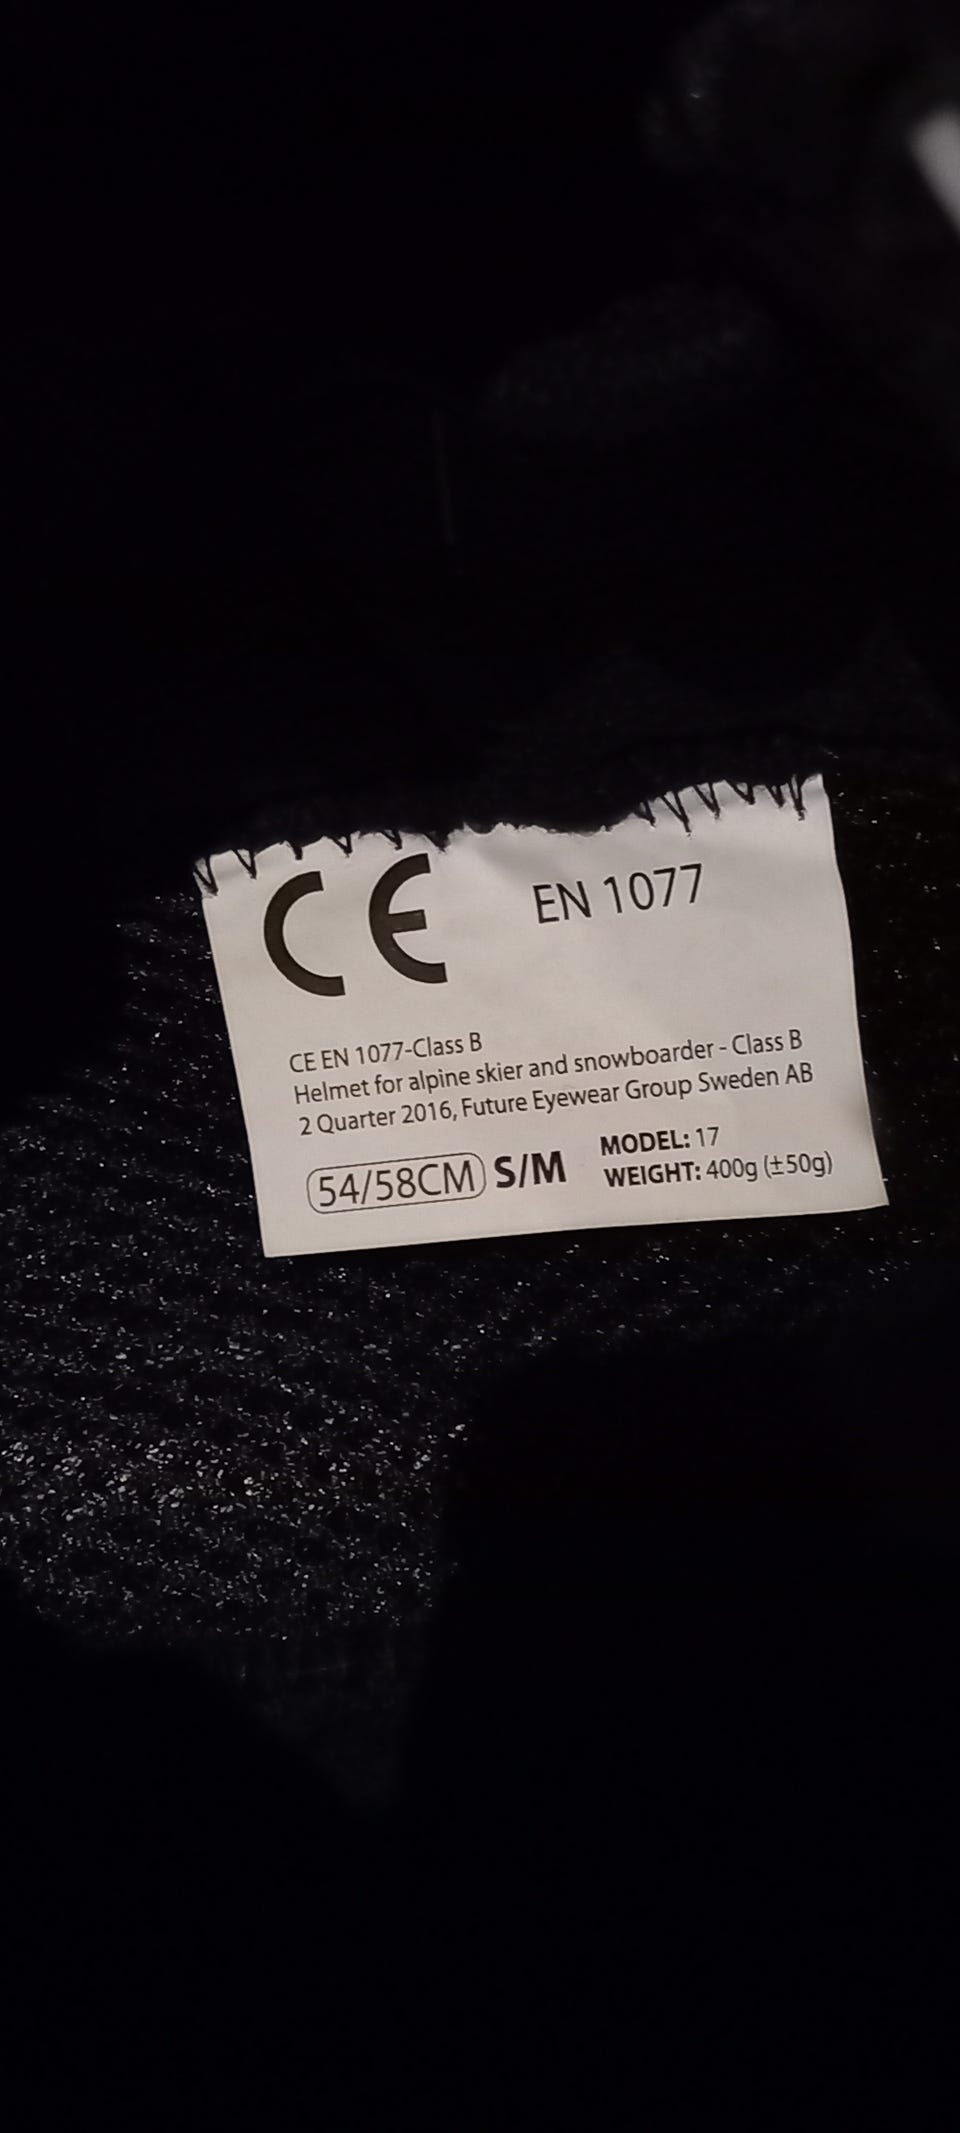 CE EN 1077
CE EN 1077-Class B
Helmet for alpine skier and snowboarder - Class B
2 Quarter 2016, Future Eyewear Group Sweden AB
54/58CM S/M
MODEL: 17
WEIGHT: 400g (±50g)